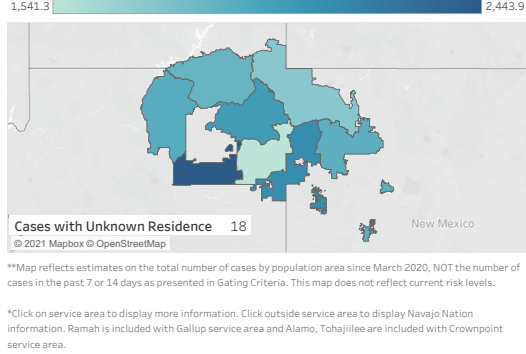 1,541.3 2,443.9
New Mexico
Cases with Unknown Residence 18
© 2021 Mapbox © OpenStreetMap
**Map reflects estimates on the total number of cases by population area since March 2020, NOT the number of
cases in the past 7 or 14 days as presented in Gating Criteria. This map does not reflect current risk levels.
*Click on service area to display more information. Click outside service area to display Navajo Nation
information. Ramah is included with Gallup service area and Alamo, Tohajiilee are included with Crownpoint
service area.